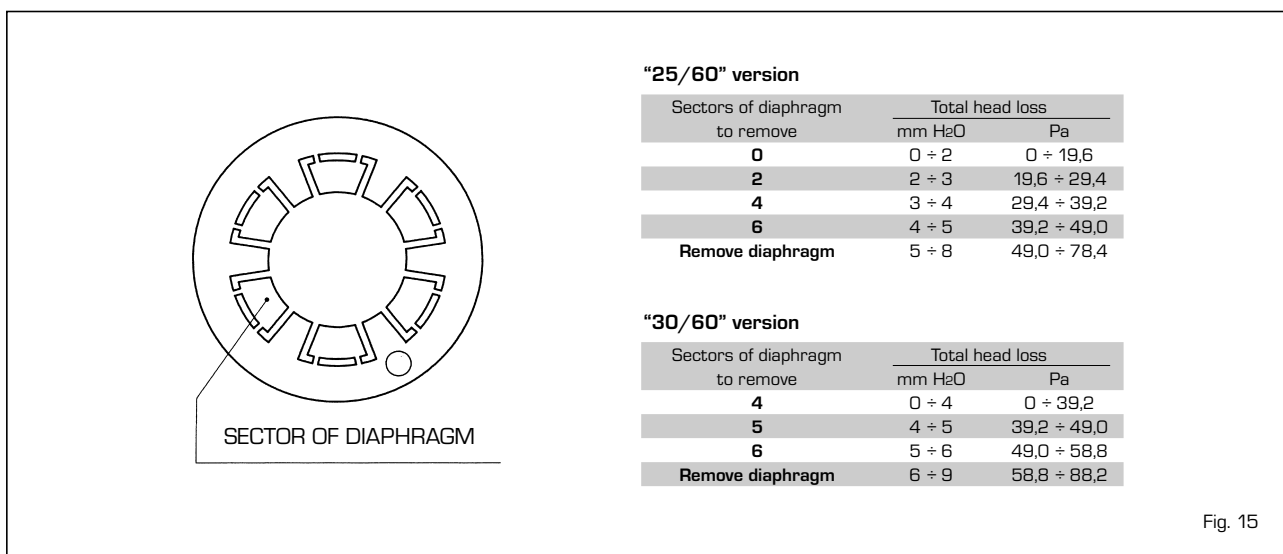 SECTOR OF DIAPHRAGM
“25/60” version
Sectors of diaphragm Total head loss
to remove mm H2O Pa
0 0 ÷ 2 0 ÷ 19,6
2 2 ÷ 3 19,6 ÷ 29,4
4 3 ÷ 4 29,4 ÷ 39,2
6 4 ÷ 5 39,2 ÷ 49,0
Remove diaphragm 5 ÷ 8 49,0 ÷ 78,4
“30/60” version
Sectors of diaphragm Total head loss
to remove mm H2O Pa
4 0 ÷ 4 0 ÷ 39,2
5 4 ÷ 5 39,2 ÷ 49,0
6 5 ÷ 6 49,0 ÷ 58,8
Remove diaphragm 6 ÷ 9 58,8 ÷ 88,2
Fig. 15